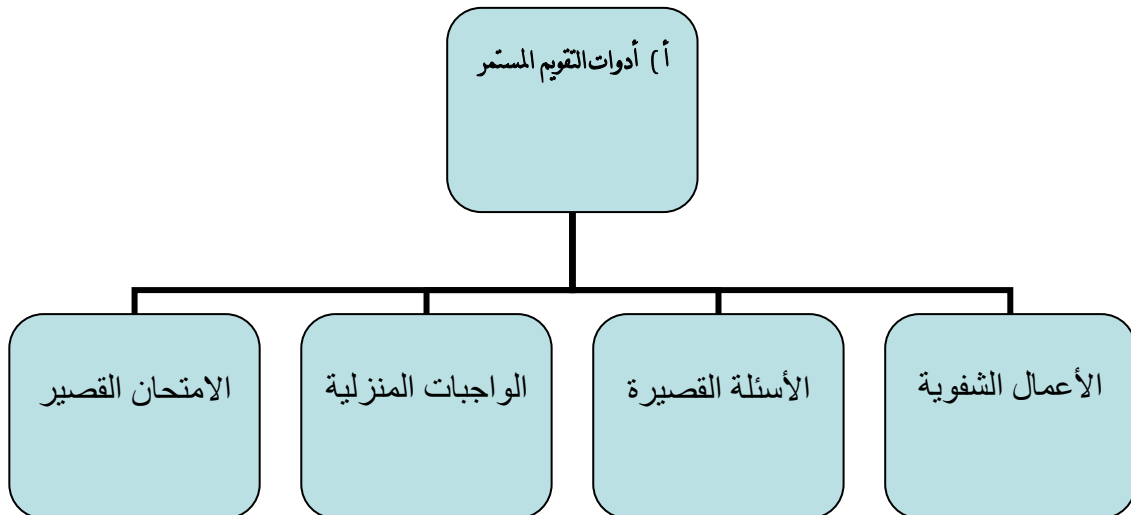 أ ) أدوات التقويم المستمر
الأعمال الشفوية
الأسئلة القصيرة
الواجبات المنزلية
الامتحان القصير